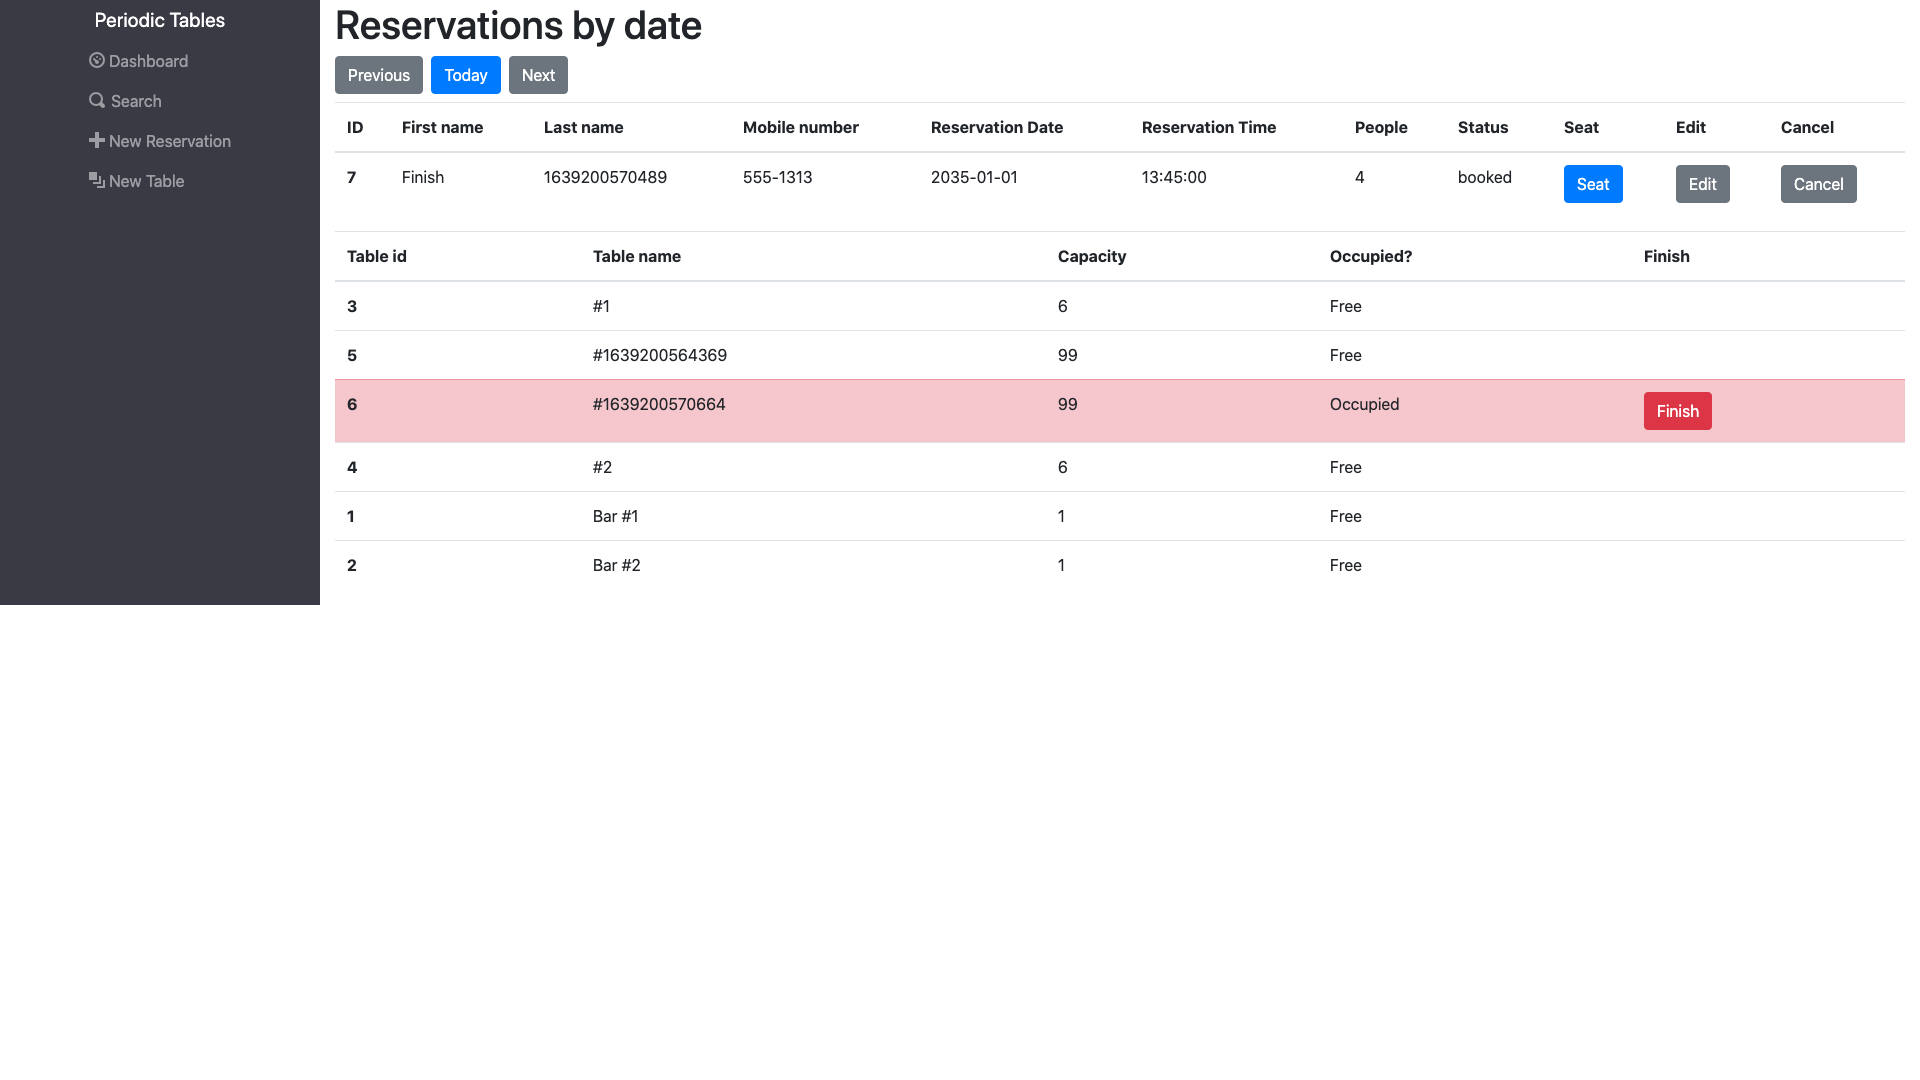 Periodic Tables
Dashboard
Search
New Reservation
New Table
Reservations by date
Previous Today Next
ID First name Last name Mobile number Reservation Date Reservation Time People Status Seat Edit Cancel
7 Finish 1639200570489 555-1313 2035-01-01 13:45:00 4 booked Seat Edit Cancel
Table id Table name Capacity Occupied? Finish
3 #1 6 Free
5 #1639200564369 99 Free
6 #1639200570664 99 Occupied Finish
4 #2 6 Free
1 Bar #1 1 Free
2 Bar #2 1 Free